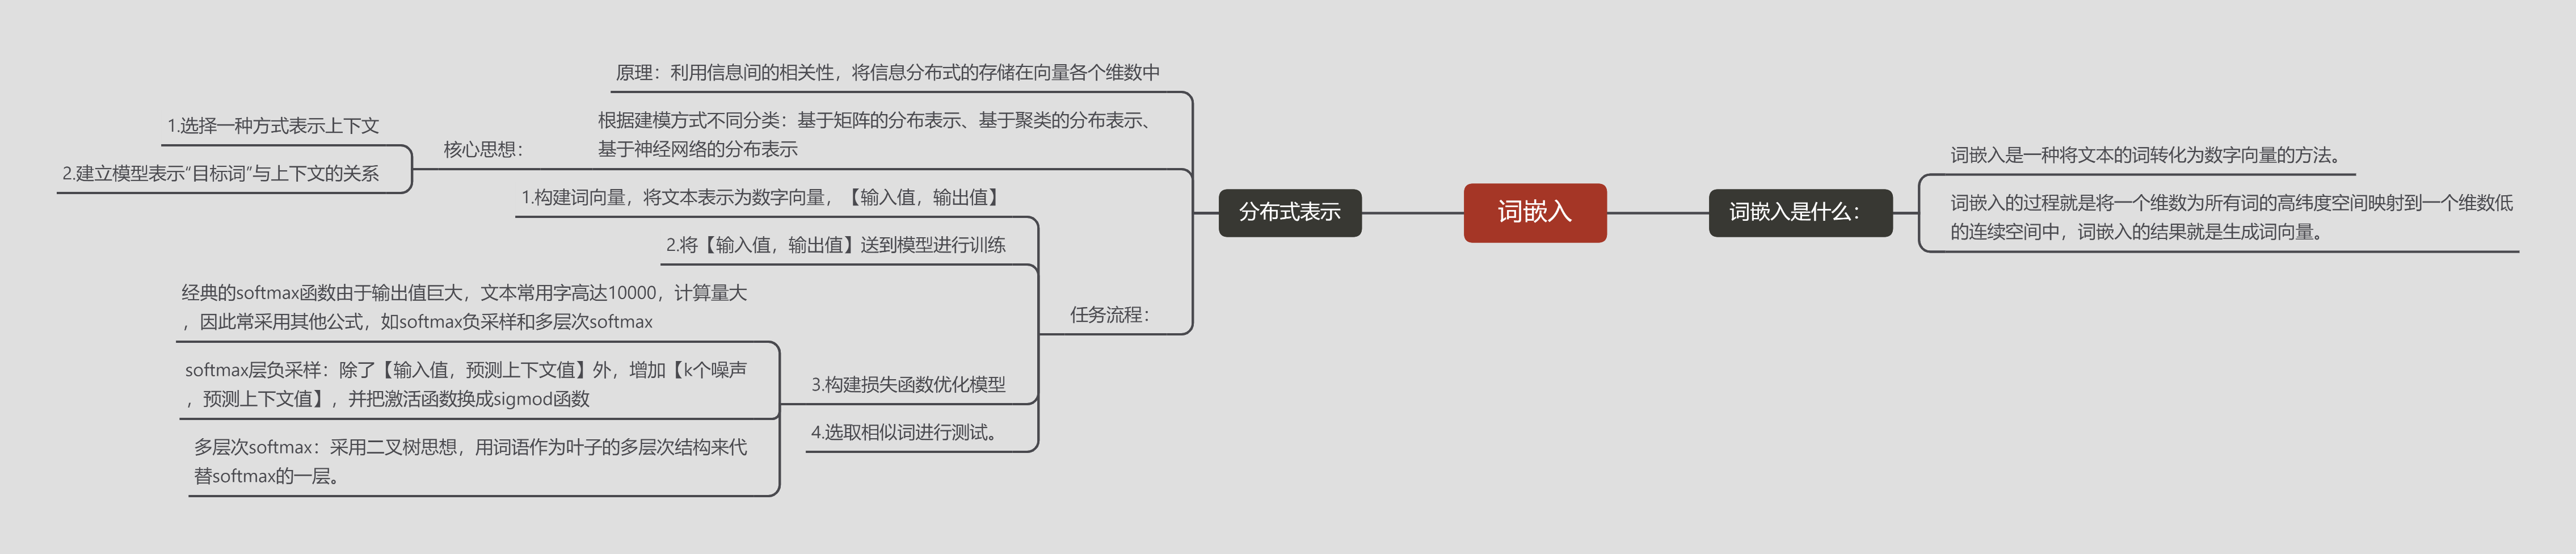 词嵌入
词嵌入是什么：
词嵌入是一种将文本的词转化为数字向量的方法。
词嵌入的过程就是将一个维数为所有词的高纬度空间映射到一个维数低
的连续空间中，词嵌入的结果就是生成词向量。
分布式表示
原理：利用信息间的相关性，将信息分布式的存储在向量各个维数中
根据建模方式不同分类：基于矩阵的分布表示、基于聚类的分布表示、
基于神经网络的分布表示
核心思想：
1.选择一种方式表示上下文
2.建立模型表示“目标词”与上下文的关系
任务流程：
1.构建词向量，将文本表示为数字向量，【输入值，输出值】
2.将【输入值，输出值】送到模型进行训练
3.构建损失函数优化模型
经典的softmax函数由于输出值巨大，文本常用字高达10000，计算量大
，因此常采用其他公式，如softmax负采样和多层次softmax
softmax层负采样：除了【输入值，预测上下文值】外，增加【k个噪声
，预测上下文值】，并把激活函数换成sigmod函数
多层次softmax：采用二叉树思想，用词语作为叶子的多层次结构来代
替softmax的一层。
4.选取相似词进行测试。